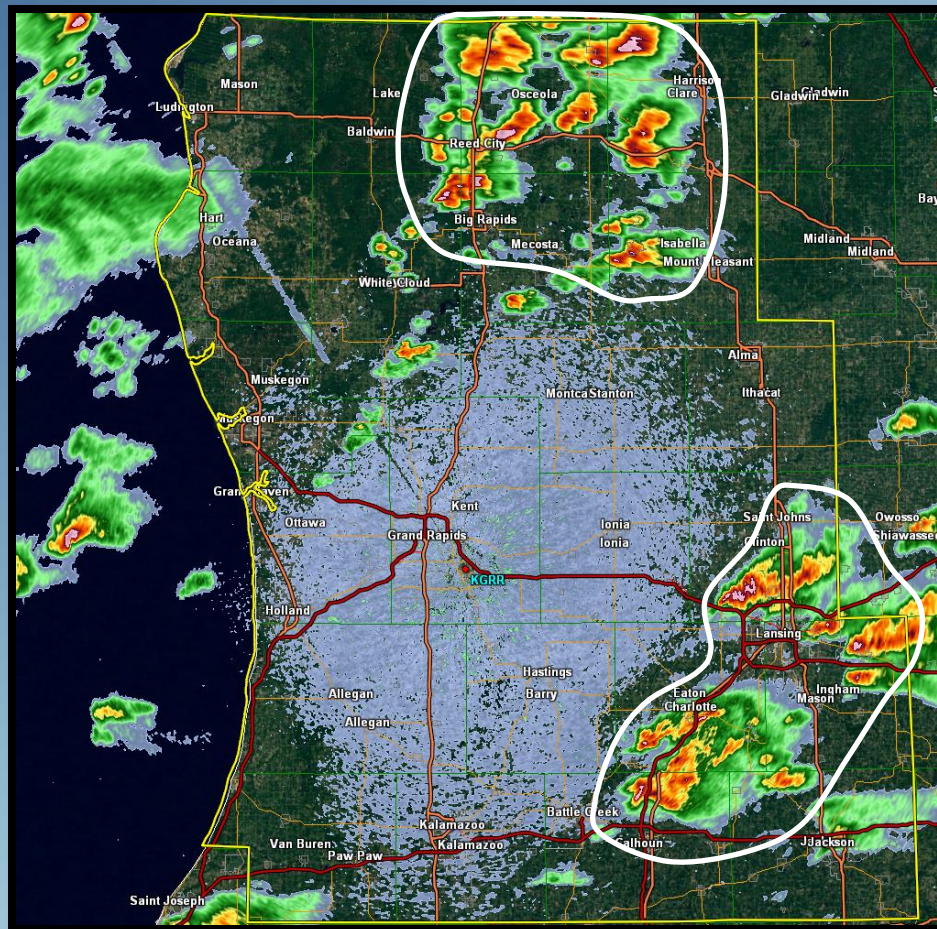 Mason
Lake
Osceola
Harrison
Clare
Gladwin
Gladwin
Ludington
Baldwin
Reed City
Hart
Oceana
Big Rapids
Mecosta
Isabella
Mount Pleasant
Midland
Midland
White Cloud
Alma
Muskegon
Stanton
Ithaca
Muskegon
Grand Haven
Kent
Saint Johns
Owosso
Ottawa
Ionia
Grand Rapids
Clinton
Shiawassee
Ionia
KGRR
Holland
Lansing
Hastings
Allegan
Barry
Eaton
Ingham
Mason
Charlotte
Allegan
Battle Creek
Kalamazoo
Van Buren
Kalamazoo
Calhoun
Jackson
Paw Paw
Saint Joseph